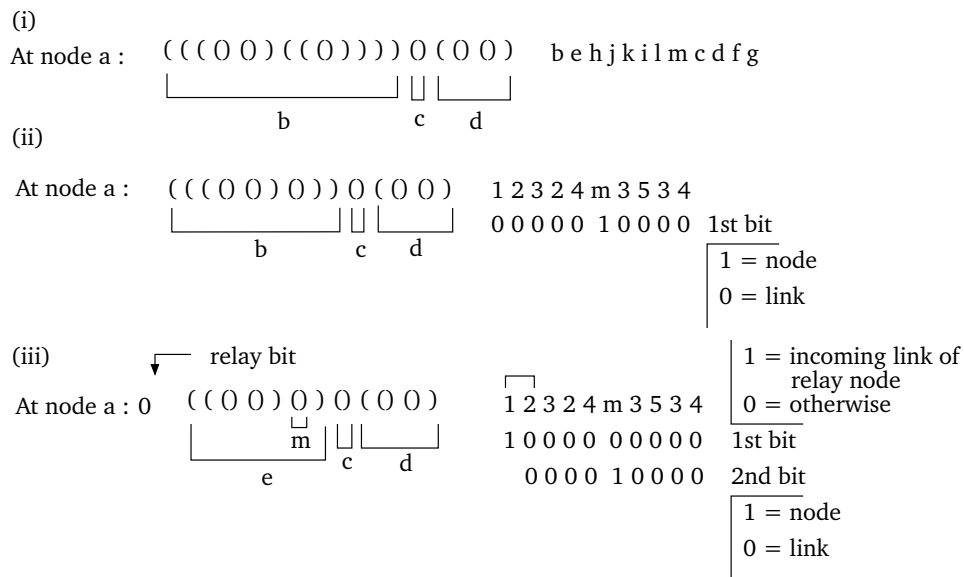 (i)
At node a : ( ( ( () () ) ( ( () ) ) ) ) () ( () () ) b e h j k i l m c d f g
b c d
(ii)
At node a : ( ( ( () () ) () ) ) () ( () () ) 1 2 3 2 4 m 3 5 3 4
0 0 0 0 0 1 0 0 0 0 1st bit
b c d
1 = node
0 = link
(iii) relay bit
1 = incoming link of
relay node
At node a : 0 ( ( () () ) () ) () ( () () ) 1 2 3 2 4 m 3 5 3 4 0 = otherwise
m 1 0 0 0 0 0 0 0 0 0 1st bit
e c d 0 0 0 0 1 0 0 0 0 2nd bit
1 = node
0 = link